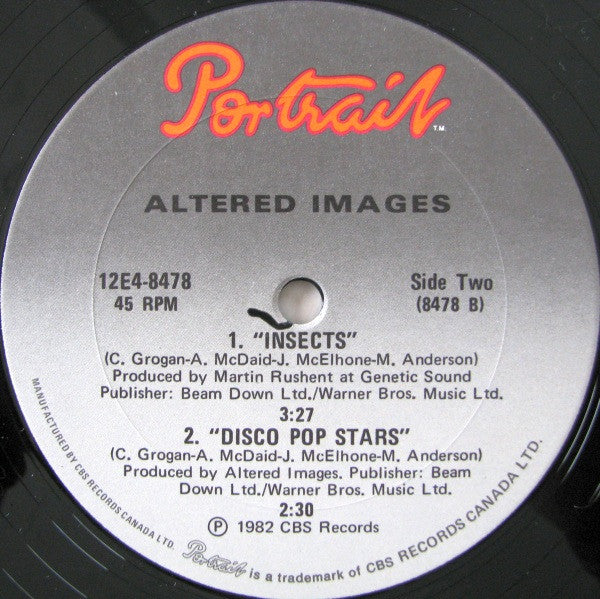 Portrait T.M.
ALTERED IMAGES
12E4-8478
45 RPM
Side Two
(8478 B)
1. "INSECTS"
(C. Grogan-A. McDaid-J. McElhone-M. Anderson)
Produced by Martin Rushent at Genetic Sound
Publisher: Beam Down Ltd./Warner Bros. Music Ltd.
3:27
2. "DISCO POP STARS"
(C. Grogan-A. McDaid-J. McElhone-M. Anderson)
Produced by Altered Images. Publisher: Beam
Down Ltd./Warner Bros. Music Ltd.
2:30
Ⓟ 1982 CBS Records
MANUFACTURED BY CBS RECORDS CANADA LTD. Portrait is a trademark of CBS RECORDS CANADA LTD.